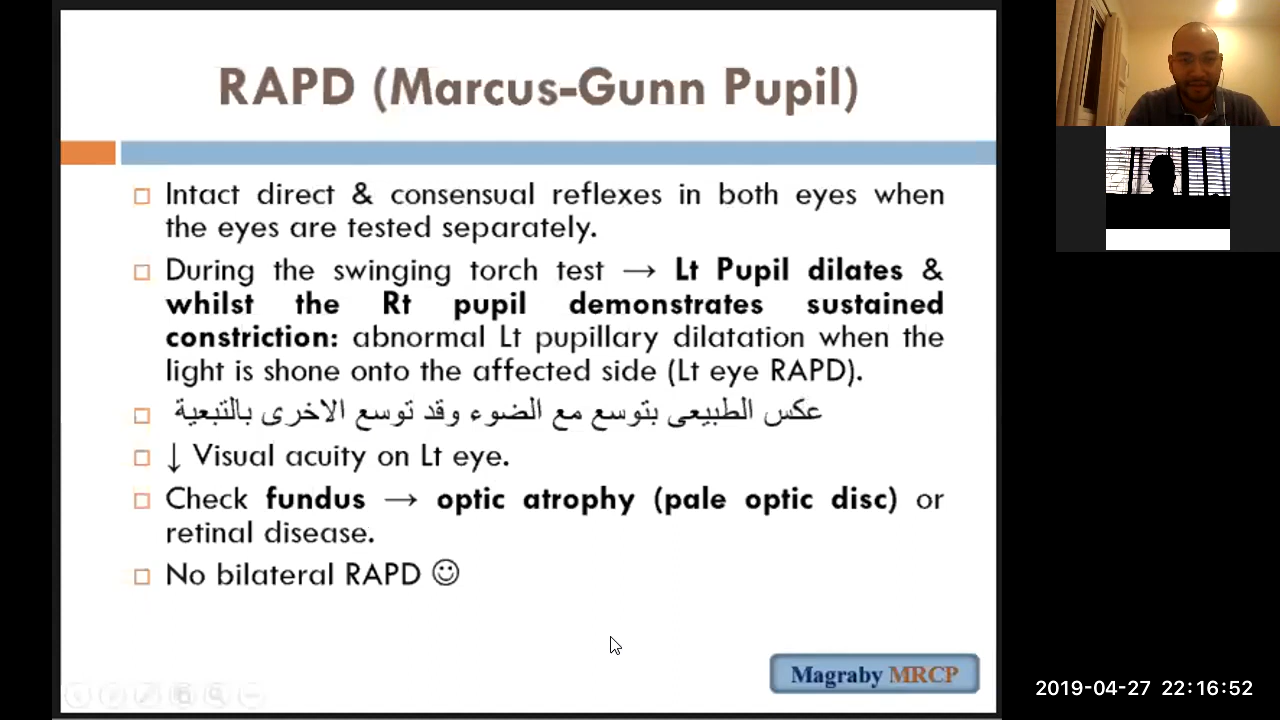 RAPD (Marcus-Gunn Pupil)
Intact direct & consensual reflexes in both eyes when
the eyes are tested separately.
During the swinging torch test → Lt Pupil dilates &
whilst the Rt pupil demonstrates sustained
constriction: abnormal Lt pupillary dilatation when the
light is shone onto the affected side (Lt eye RAPD).
عكس الطبيعى بتوسع مع الضوء وقد توسع الاخرى بالتبعية
↓ Visual acuity on Lt eye.
Check fundus → optic atrophy (pale optic disc) or
retinal disease.
No bilateral RAPD ☺
Magraby MRCP
2019-04-27 22:16:52